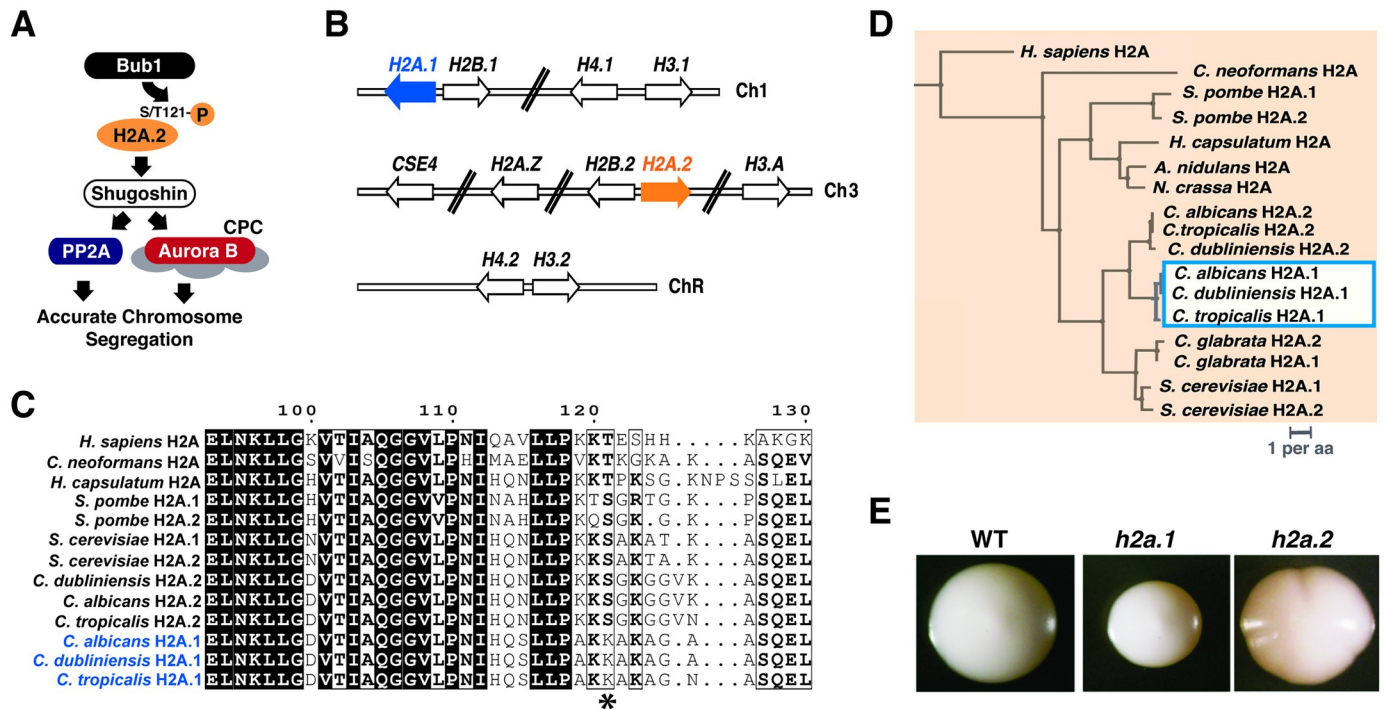 A
Bub1
S/T121-P
H2A.2
Shugoshin
CPC
PP2A
Aurora B
Accurate Chromosome
Segregation
B
H2A.1 H2B.1 H4.1 H3.1
Ch1
CSE4 H2A.Z H2B.2 H2A.2 H3.A
Ch3
H4.2 H3.2
ChR
C
100 110 120 130
H. sapiens H2A ELNKLLGKVTIAQGGVLPNIQAVLLPKKTESHH.....KAKGK
C. neoformans H2A ELNKLLGSVVISQGGVLPHIMAELLPVKTKGKA.K...ASQEV
H. capsulatum H2A ELNKLLGHVTIAQGGVLPNIHQNLLPKKTPKSG.KNPSSSLEL
S. pombe H2A.1 ELNKLLGHVTIAQGGVVPNINAHLLPKTSGRTG.K...PSQEL
S. pombe H2A.2 ELNKLLGHVTIAQGGVVPNINAHLLPKQSGK.G.K...PSQEL
S. cerevisiae H2A.1 ELNKLLGNVTIAQGGVLPNIHQNLLPKKSAKAT.K...ASQEL
S. cerevisiae H2A.2 ELNKLLGNVTIAQGGVLPNIHQNLLPKKSAKTA.K...ASQEL
C. dubliniensis H2A.2 ELNKLLGDVTIAQGGVLPNIHQNLLPKKSGKGGVK...ASQEL
C. albicans H2A.2 ELNKLLGDVTIAQGGVLPNIHQNLLPKKSGKGGVK...ASQEL
C. tropicalis H2A.2 ELNKLLGDVTIAQGGVLPNIHQNLLPKKSGKGGVN...ASQEL
C. albicans H2A.1 ELNKLLGDVTIAQGGVLPNIHQSLLPAKKAKAG.A...ASQEL
C. dubliniensis H2A.1 ELNKLLGDVTIAQGGVLPNIHQSLLPAKKAKAG.A...ASQEL
C. tropicalis H2A.1 ELNKLLGDVTIAQGGVLPNIHQSLLPAKKAKAG.N...ASQEL
*
D
H. sapiens H2A
C. neoformans H2A
S. pombe H2A.1
S. pombe H2A.2
H. capsulatum H2A
A. nidulans H2A
N. crassa H2A
C. albicans H2A.2
C.tropicalis H2A.2
C. dubliniensis H2A.2
C. albicans H2A.1
C. dubliniensis H2A.1
C. tropicalis H2A.1
C. glabrata H2A.2
C. glabrata H2A.1
S. cerevisiae H2A.1
S. cerevisiae H2A.2
1 per aa
E
WT h2a.1 h2a.2